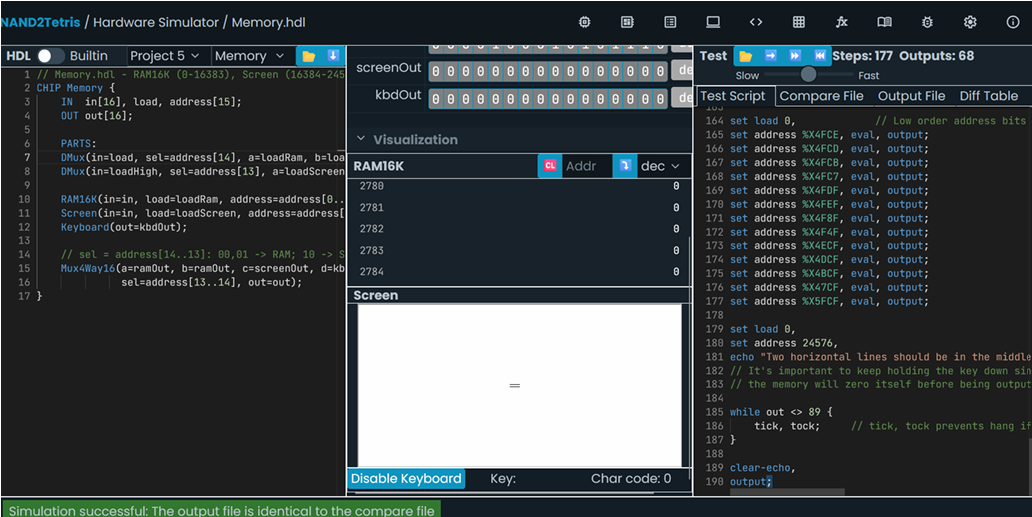 NAND2Tetris / Hardware Simulator / Memory.hdl
HDL Builtin Project 5 Memory
1 // Memory.hdl - RAM16K (0-16383), Screen (16384-245
2 CHIP Memory {
3 IN in[16], load, address[15];
4 OUT out[16];
5
6 PARTS:
7 DMux(in=load, sel=address[14], a=loadRam, b=loa
8 DMux(in=loadHigh, sel=address[13], a=loadScreen
9
10 RAM16K(in=in, load=loadRam, address=address[0..
11 Screen(in=in, load=loadScreen, address=address[
12 Keyboard(out=kbdOut);
13
14 // sel = address[14..13]: 00,01 -> RAM; 10 -> S
15 Mux4Way16(a=ramOut, b=ramOut, c=screenOut, d=kb
16 sel=address[13..14], out=out);
17 }
screenOut 0 0 0 0 0 0 0 0 0 0 0 0 0 0 0 0 de
kbdOut 0 0 0 0 0 0 0 0 0 0 0 0 0 0 0 0 de
Visualization
RAM16K CL Addr dec
2780 0
2781 0
2782 0
2783 0
2784 0
Screen
Disable Keyboard Key: Char code: 0
Test Steps: 177 Outputs: 68
Slow Fast
Test Script Compare File Output File Diff Table
164 set load 0, // Low order address bits
165 set address %X4FCE, eval, output;
166 set address %X4FCD, eval, output;
167 set address %X4FCB, eval, output;
168 set address %X4FC7, eval, output;
169 set address %X4FDF, eval, output;
170 set address %X4FEF, eval, output;
171 set address %X4F8F, eval, output;
172 set address %X4F4F, eval, output;
173 set address %X4ECF, eval, output;
174 set address %X4DCF, eval, output;
175 set address %X4BCF, eval, output;
176 set address %X47CF, eval, output;
177 set address %X5FCF, eval, output;
178
179 set load 0,
180 set address 24576,
181 echo "Two horizontal lines should be in the middle
182 // It's important to keep holding the key down sin
183 // the memory will zero itself before being output
184
185 while out <> 89 {
186 tick, tock; // tick, tock prevents hang if
187 }
188
189 clear-echo,
190 output;
Simulation successful: The output file is identical to the compare file